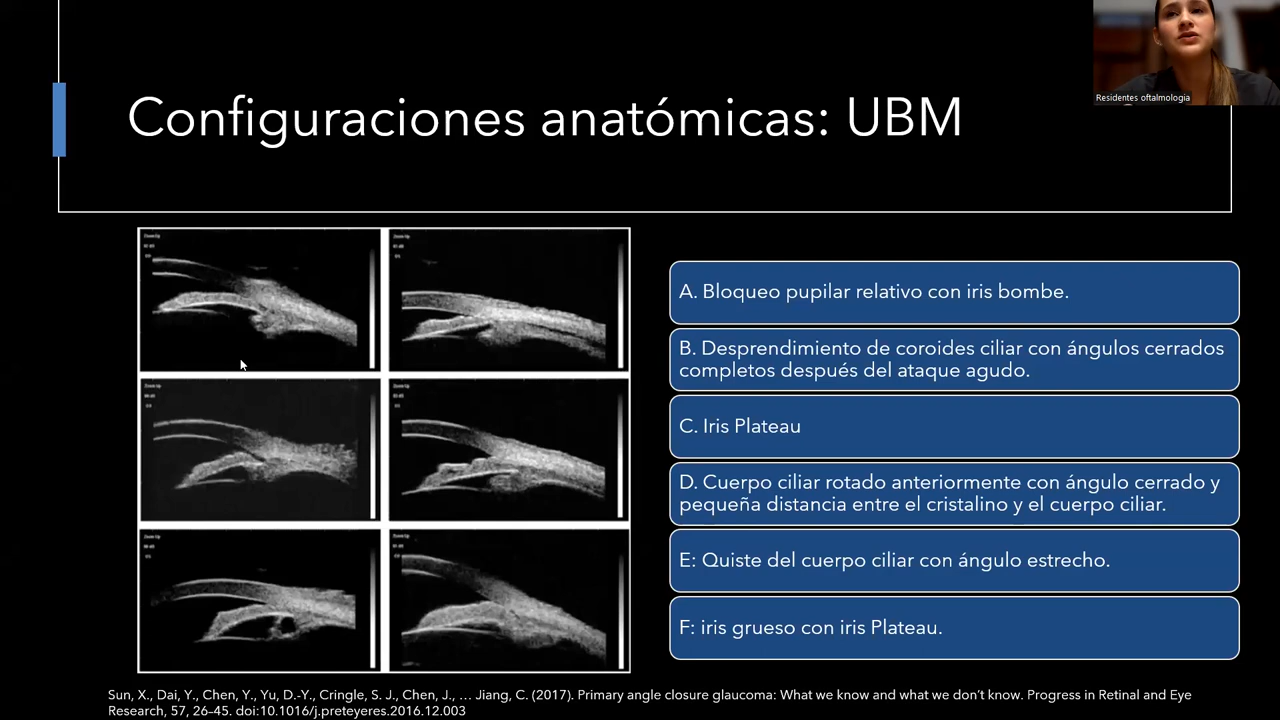 Residentes oftalmologia
Configuraciones anatómicas: UBM
A. Bloqueo pupilar relativo con iris bombe.
B. Desprendimiento de coroides ciliar con ángulos cerrados
completos después del ataque agudo.
C. Iris Plateau
D. Cuerpo ciliar rotado anteriormente con ángulo cerrado y
pequeña distancia entre el cristalino y el cuerpo ciliar.
E: Quiste del cuerpo ciliar con ángulo estrecho.
F: iris grueso con iris Plateau.
Sun, X., Dai, Y., Chen, Y., Yu, D.-Y., Cringle, S. J., Chen, J., … Jiang, C. (2017). Primary angle closure glaucoma: What we know and what we don’t know. Progress in Retinal and Eye
Research, 57, 26–45. doi:10.1016/j.preteyeres.2016.12.003